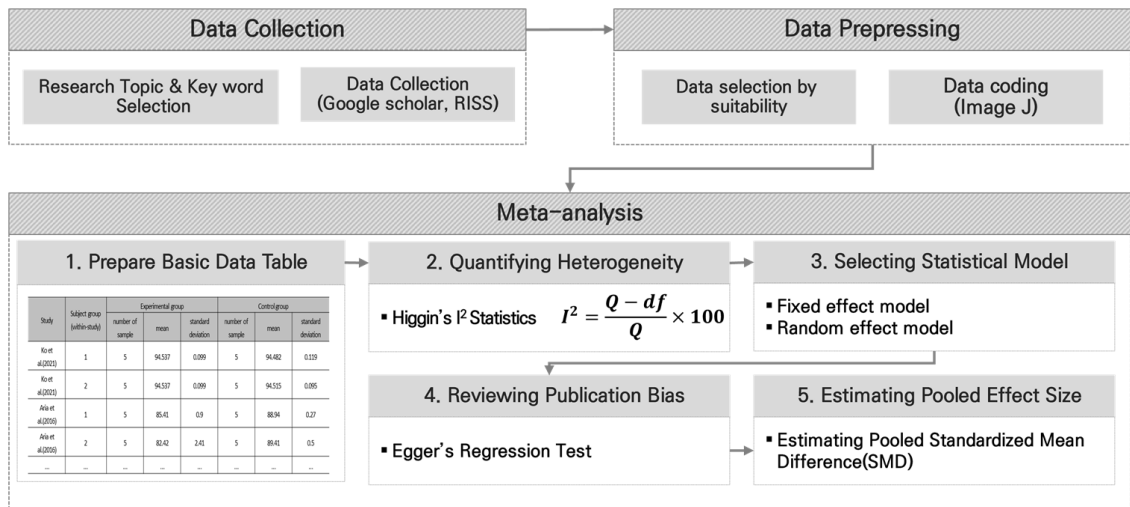 Data Collection
Research Topic & Key word
Selection
Data Collection
(Google scholar, RISS)
Data Prepressing
Data selection by
suitability
Data coding
(Image J)
Meta-analysis
1. Prepare Basic Data Table
Study
Subject group
(within-study)
Experimental group
Control group
number of
sample
mean
standard
deviation
number of
sample
mean
standard
deviation
Ko et
al.(2021)
1
5
94.537
0.099
5
94.482
0.119
Ko et
al.(2021)
2
5
94.537
0.099
5
94.515
0.095
Aria et
al.(2016)
1
5
85.41
0.9
5
88.94
0.27
Aria et
al.(2016)
2
5
82.42
2.41
5
89.41
0.5
... ... ... ... ... ... ... ...
2. Quantifying Heterogeneity
▪ Higgin's I² Statistics I² = (Q − df)/Q × 100
3. Selecting Statistical Model
▪ Fixed effect model
▪ Random effect model
4. Reviewing Publication Bias
▪ Egger's Regression Test
5. Estimating Pooled Effect Size
▪ Estimating Pooled Standardized Mean
Difference(SMD)